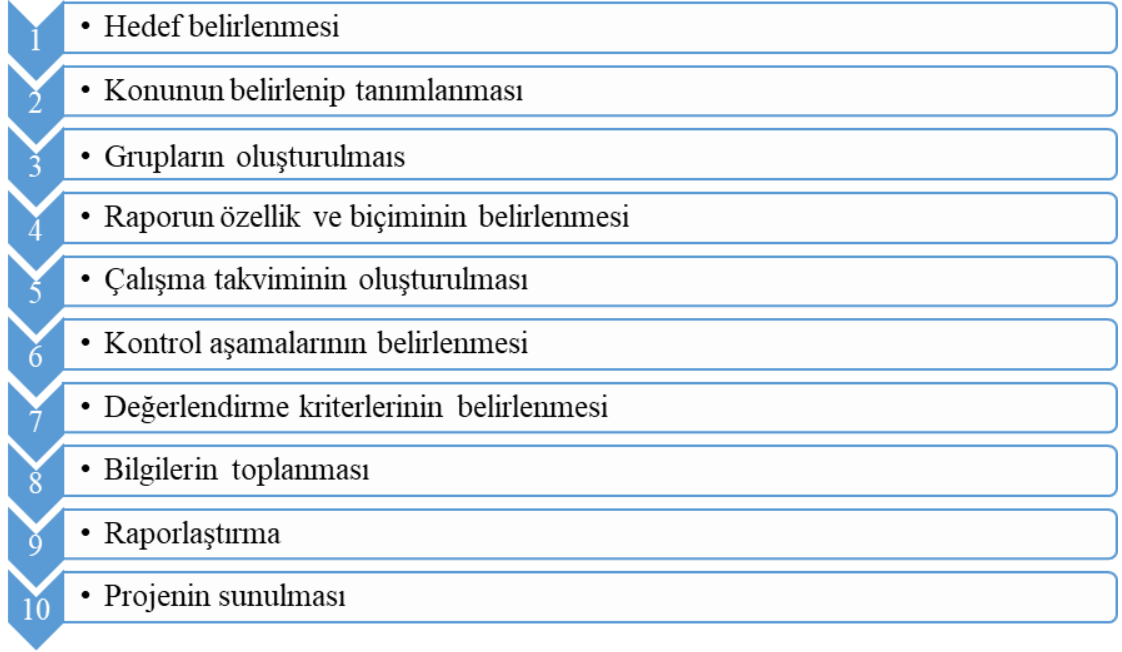 1 • Hedef belirlenmesi
2 • Konunun belirlenip tanımlanması
3 • Grupların oluşturulmaıs
4 • Raporun özellik ve biçiminin belirlenmesi
5 • Çalışma takviminin oluşturulması
6 • Kontrol aşamalarının belirlenmesi
7 • Değerlendirme kriterlerinin belirlenmesi
8 • Bilgilerin toplanması
9 • Raporlaştırma
10 • Projenin sunulması